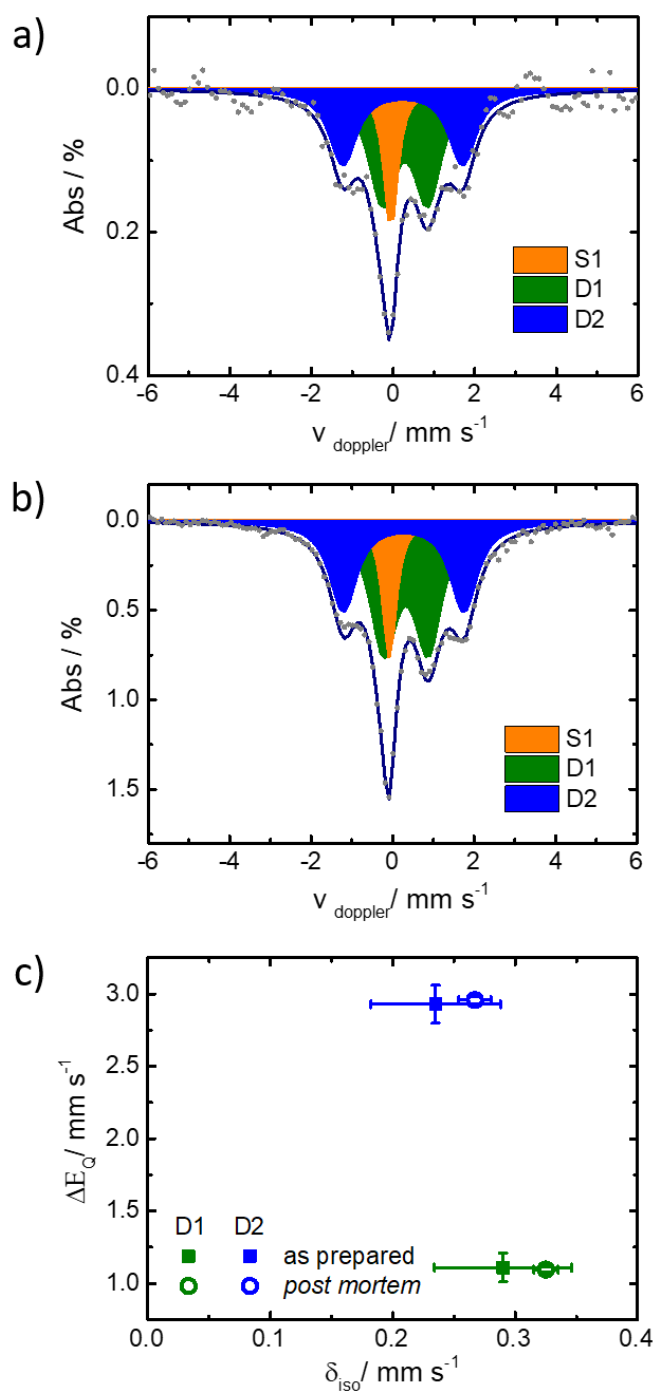 a)
0.0
0.2
0.4
Abs / %
S1
D1
D2
-6 -4 -2 0 2 4 6
v doppler/ mm s-1
b)
0.0
0.5
1.0
1.5
Abs / %
S1
D1
D2
-6 -4 -2 0 2 4 6
v doppler/ mm s-1
c)
3.0
2.5
2.0
1.5
1.0
ΔEQ/ mm s-1
D1 D2
as prepared
post mortem
0.0 0.1 0.2 0.3 0.4
δiso/ mm s-1